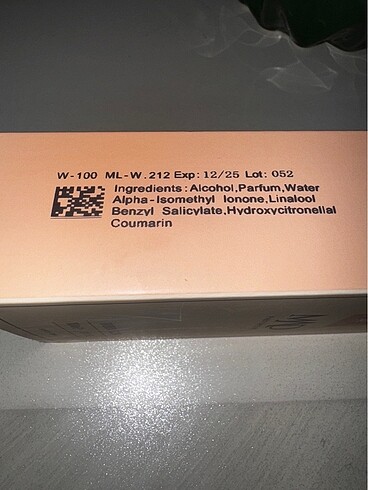 W-100 ML-W.212 Exp: 12/25 Lot: 052
Ingredients:Alcohol,Parfum,Water
Alpha-Isomethyl Ionone,Linalool
Benzyl Salicylate,Hydroxycitronellal
Coumarin